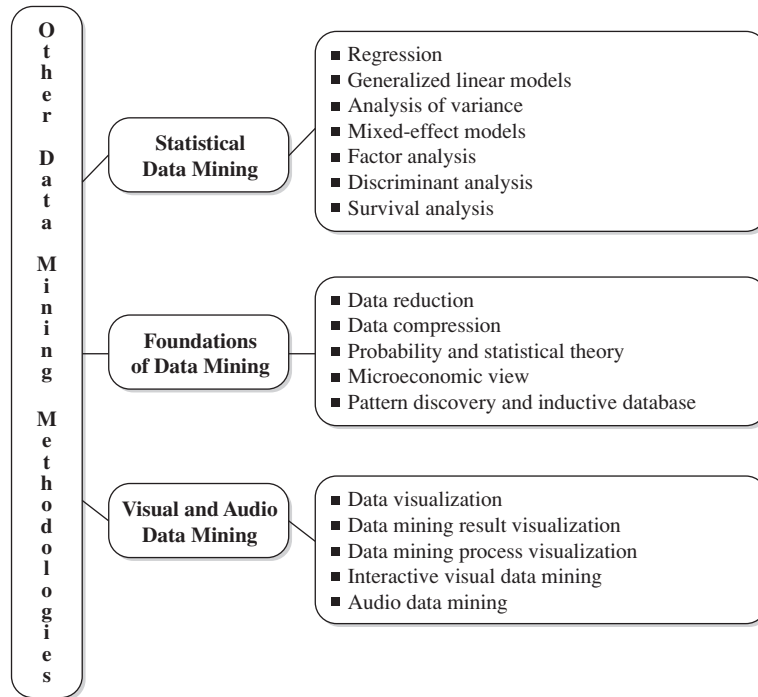 Other Data Mining Methodologies
Statistical
Data Mining
■ Regression
■ Generalized linear models
■ Analysis of variance
■ Mixed-effect models
■ Factor analysis
■ Discriminant analysis
■ Survival analysis
Foundations
of Data Mining
■ Data reduction
■ Data compression
■ Probability and statistical theory
■ Microeconomic view
■ Pattern discovery and inductive database
Visual and Audio
Data Mining
■ Data visualization
■ Data mining result visualization
■ Data mining process visualization
■ Interactive visual data mining
■ Audio data mining